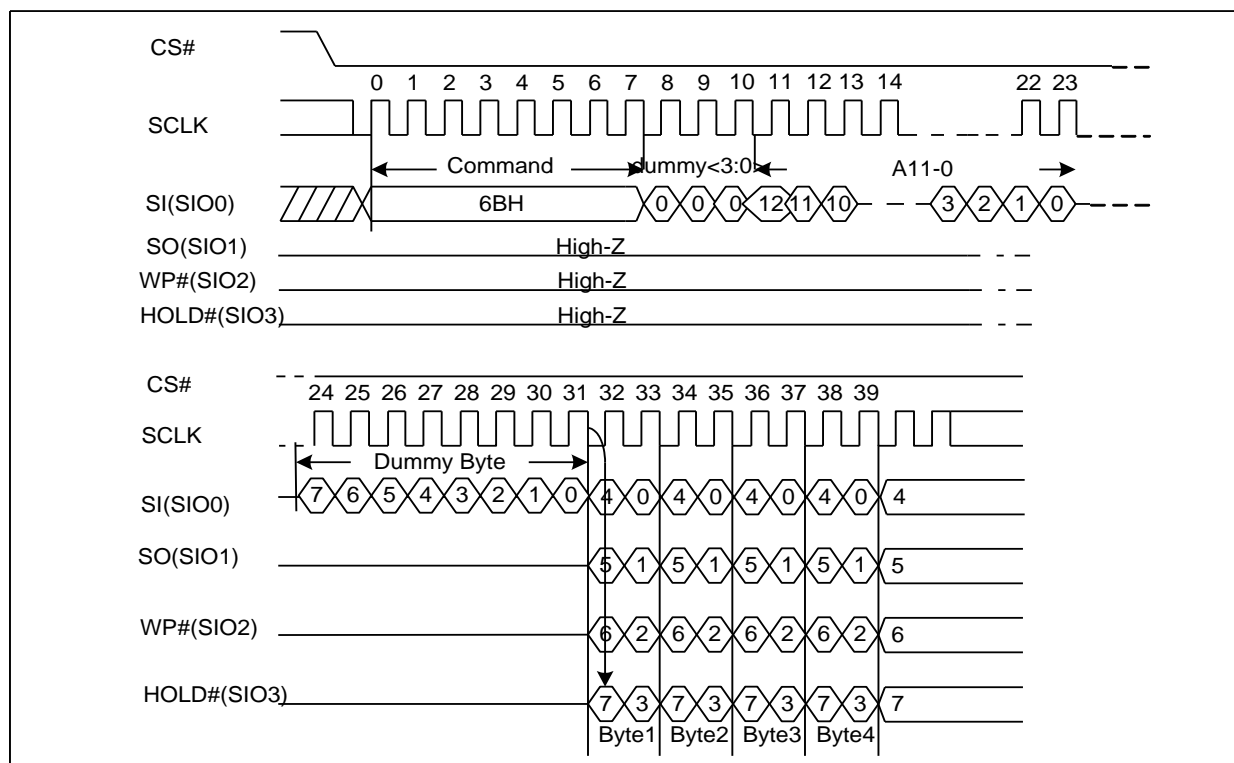 CS#
0 1 2 3 4 5 6 7 8 9 10 11 12 13 14 22 23
SCLK
Command dummy<3:0> A11-0
SI(SIO0) 6BH 0 0 0 12 11 10 3 2 1 0
SO(SIO1) High-Z
WP#(SIO2) High-Z
HOLD#(SIO3) High-Z
CS#
24 25 26 27 28 29 30 31 32 33 34 35 36 37 38 39
SCLK
Dummy Byte
SI(SIO0) 7 6 5 4 3 2 1 0 4 0 4 0 4 0 4 0 4
SO(SIO1) 5 1 5 1 5 1 5 1 5
WP#(SIO2) 6 2 6 2 6 2 6 2 6
HOLD#(SIO3) 7 3 7 3 7 3 7 3 7
Byte1 Byte2 Byte3 Byte4